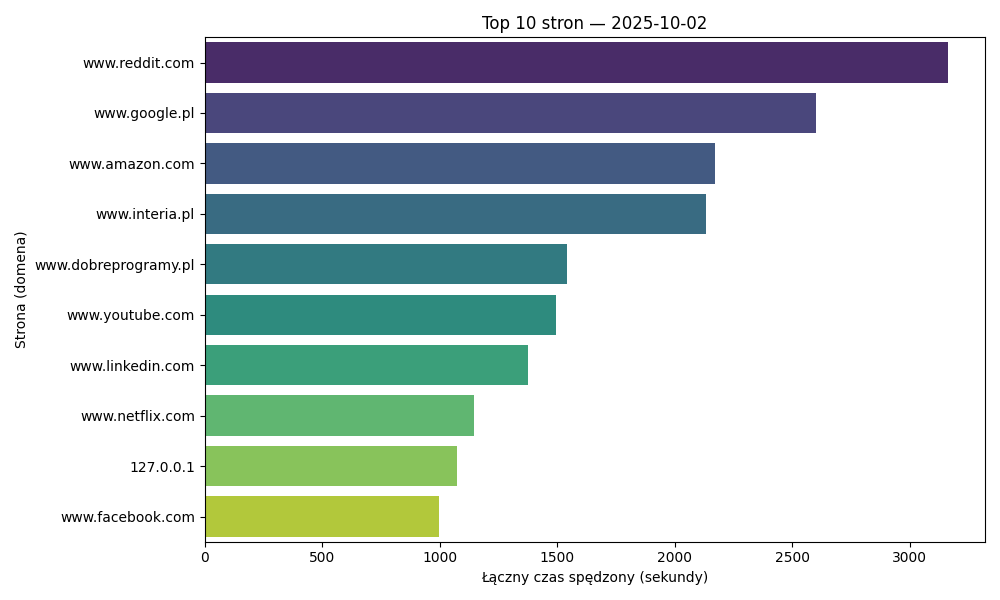 Top 10 stron — 2025-10-02
Strona (domena)
www.reddit.com
www.google.pl
www.amazon.com
www.interia.pl
www.dobreprogramy.pl
www.youtube.com
www.linkedin.com
www.netflix.com
127.0.0.1
www.facebook.com
0 500 1000 1500 2000 2500 3000
Łączny czas spędzony (sekundy)